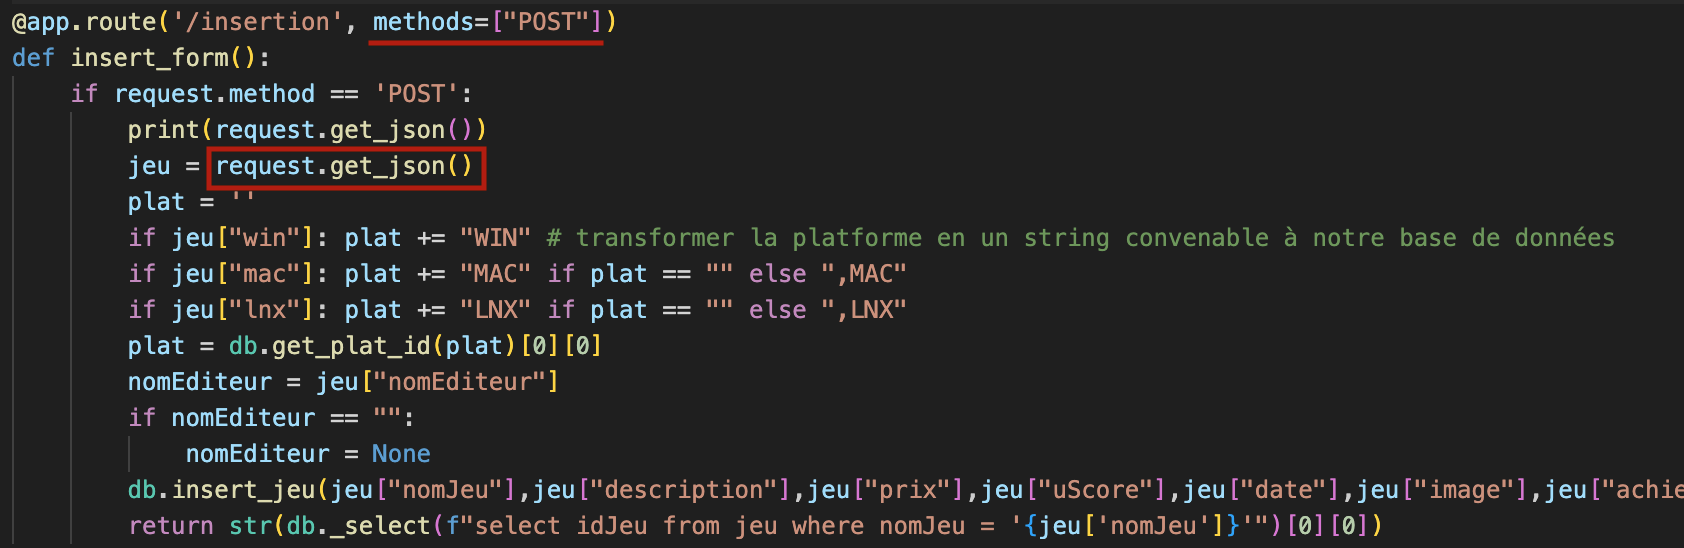 @app.route('/insertion', methods=["POST"])
def insert_form():
    if request.method == 'POST':
        print(request.get_json())
        jeu = request.get_json()
        plat = ''
        if jeu["win"]: plat += "WIN" # transformer la platforme en un string convenable à notre base de données
        if jeu["mac"]: plat += "MAC" if plat == "" else ",MAC"
        if jeu["lnx"]: plat += "LNX" if plat == "" else ",LNX"
        plat = db.get_plat_id(plat)[0][0]
        nomEditeur = jeu["nomEditeur"]
        if nomEditeur == "":
            nomEditeur = None
        db.insert_jeu(jeu["nomJeu"],jeu["description"],jeu["prix"],jeu["uScore"],jeu["date"],jeu["image"],jeu["achie
        return str(db._select(f"select idJeu from jeu where nomJeu = '{jeu['nomJeu']}'")[0][0])